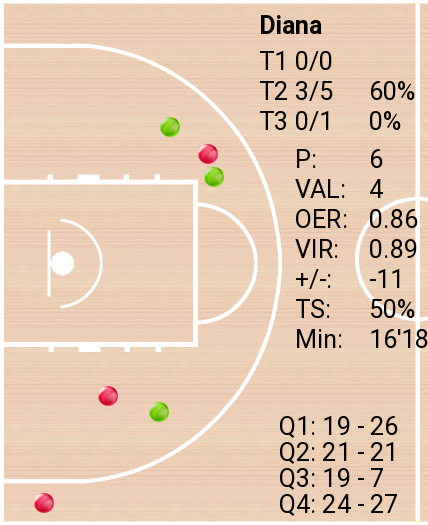 Diana
T1 0/0
T2 3/5 60%
T3 0/1 0%
P: 6
VAL: 4
OER: 0.86
VIR: 0.89
+/-: -11
TS: 50%
Min: 16'18
Q1: 19 - 26
Q2: 21 - 21
Q3: 19 - 7
Q4: 24 - 27